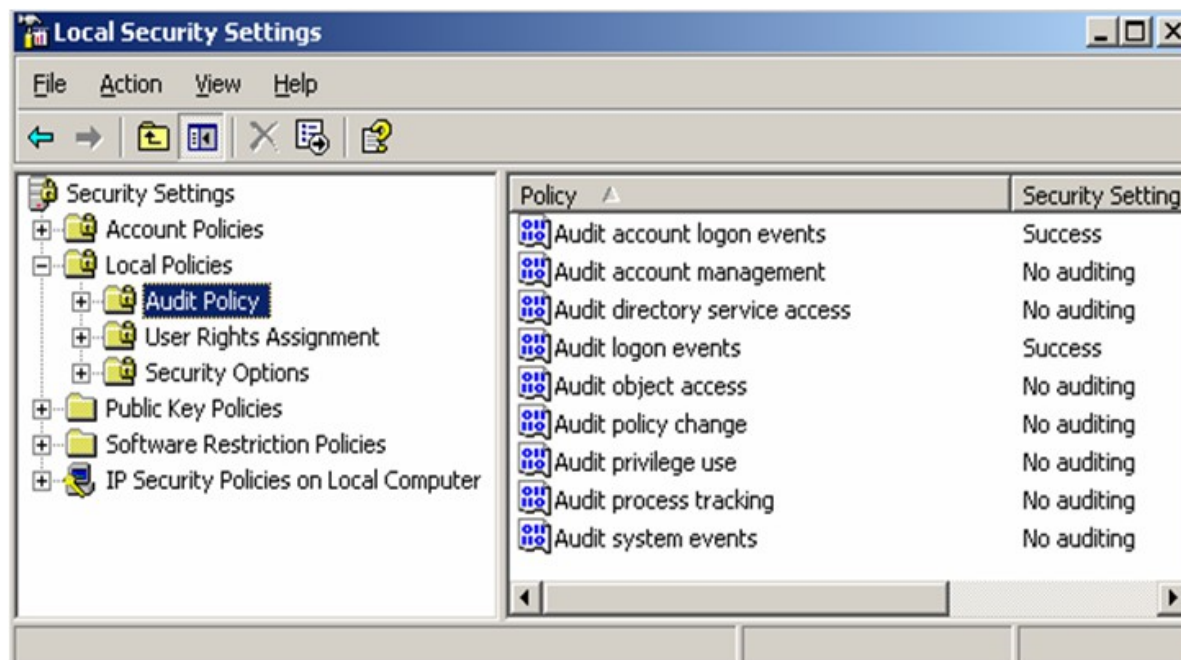 Local Security Settings
File Action View Help
Security Settings
Account Policies
Local Policies
Audit Policy
User Rights Assignment
Security Options
Public Key Policies
Software Restriction Policies
IP Security Policies on Local Computer
Policy Security Setting
Audit account logon events Success
Audit account management No auditing
Audit directory service access No auditing
Audit logon events Success
Audit object access No auditing
Audit policy change No auditing
Audit privilege use No auditing
Audit process tracking No auditing
Audit system events No auditing